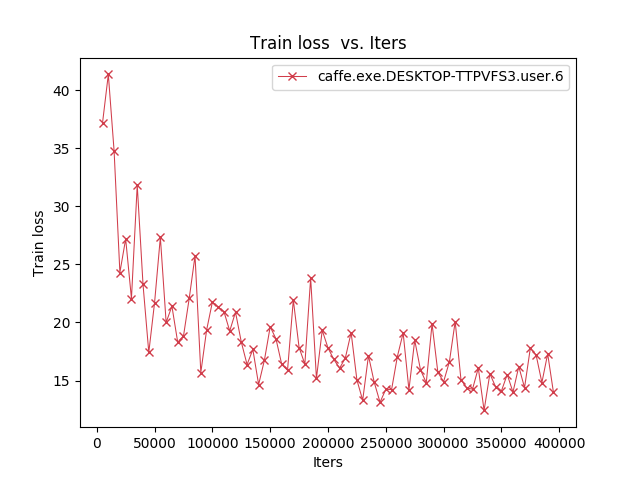 Train loss  vs. Iters
caffe.exe.DESKTOP-TTPVFS3.user.6
Train loss
40
35
30
25
20
15
0 50000 100000 150000 200000 250000 300000 350000 400000
Iters